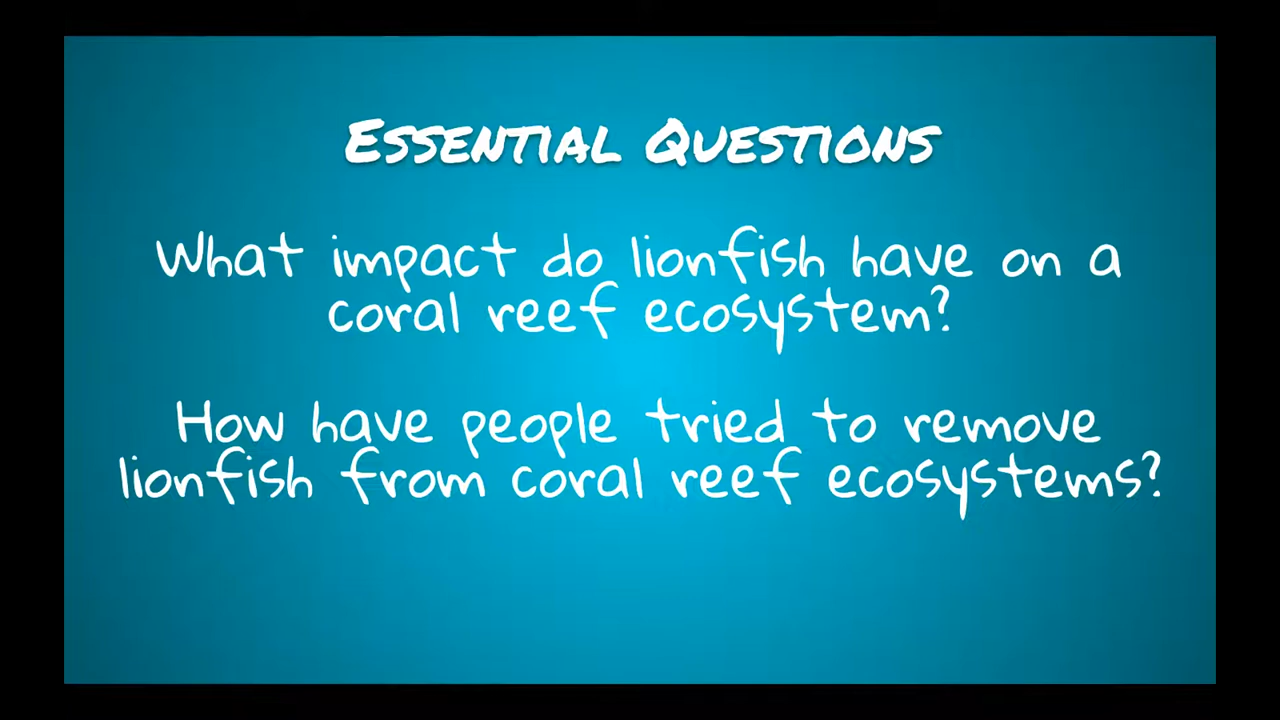 Essential Questions
What impact do lionfish have on a
coral reef ecosystem?
How have people tried to remove
lionfish from coral reef ecosystems?